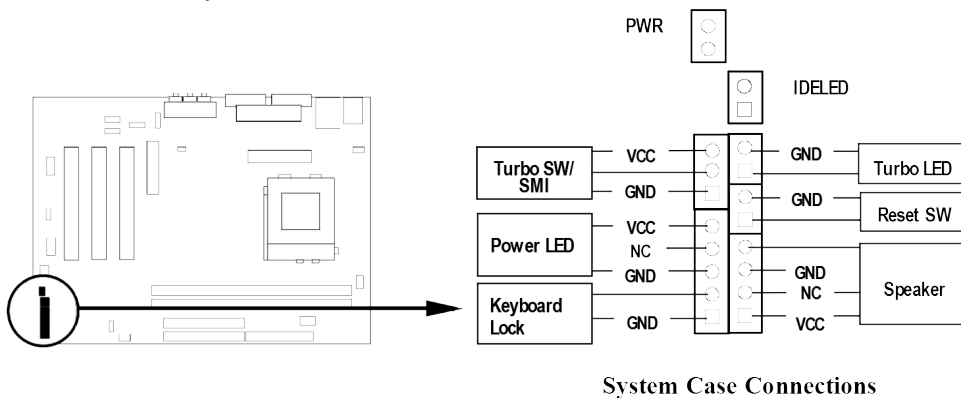 PWR
IDELED
Turbo SW/
SMI
VCC
GND
GND
Turbo LED
GND
Reset SW
Power LED
VCC
NC
GND
Keyboard
Lock
GND
GND
NC
VCC
Speaker
System Case Connections